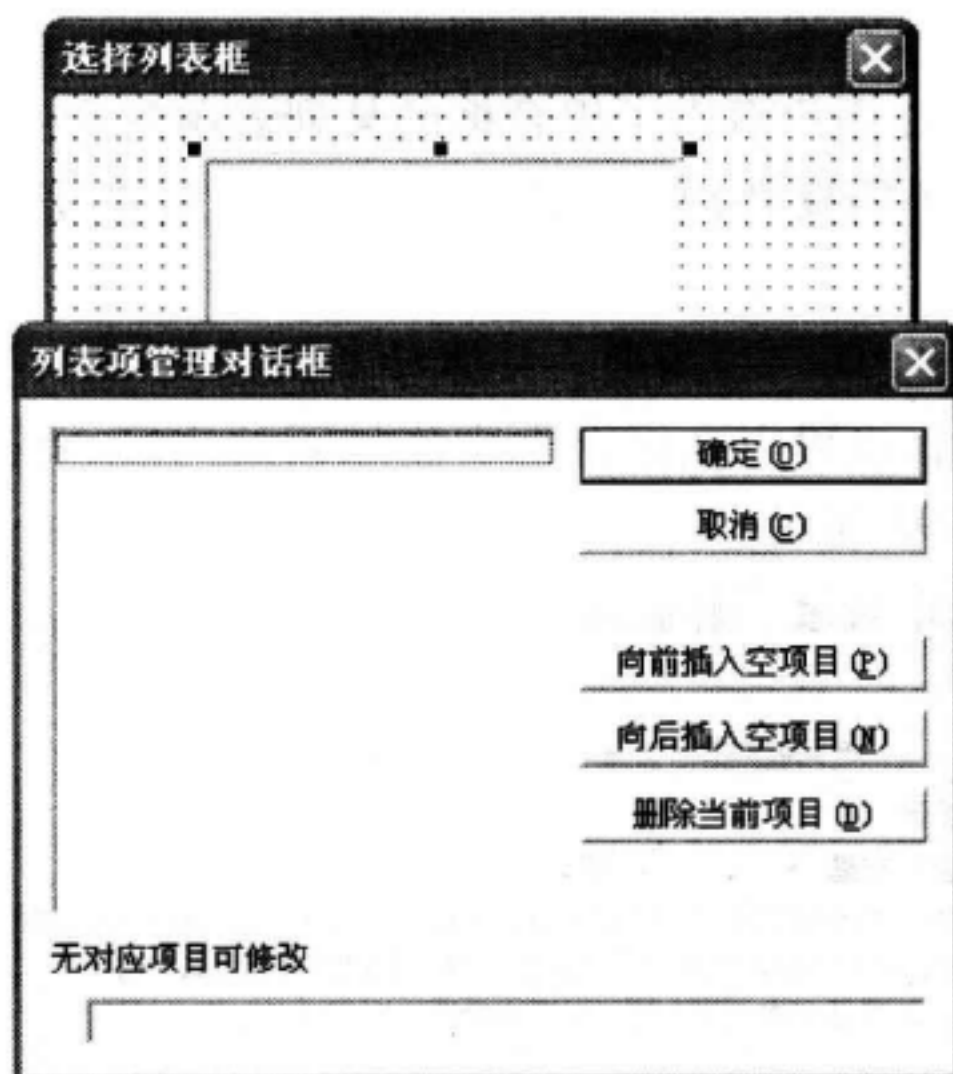 选择列表框
列表项管理对话框
确定(O)
取消(C)
向前插入空项目(P)
向后插入空项目(N)
删除当前项目(D)
无对应项目可修改